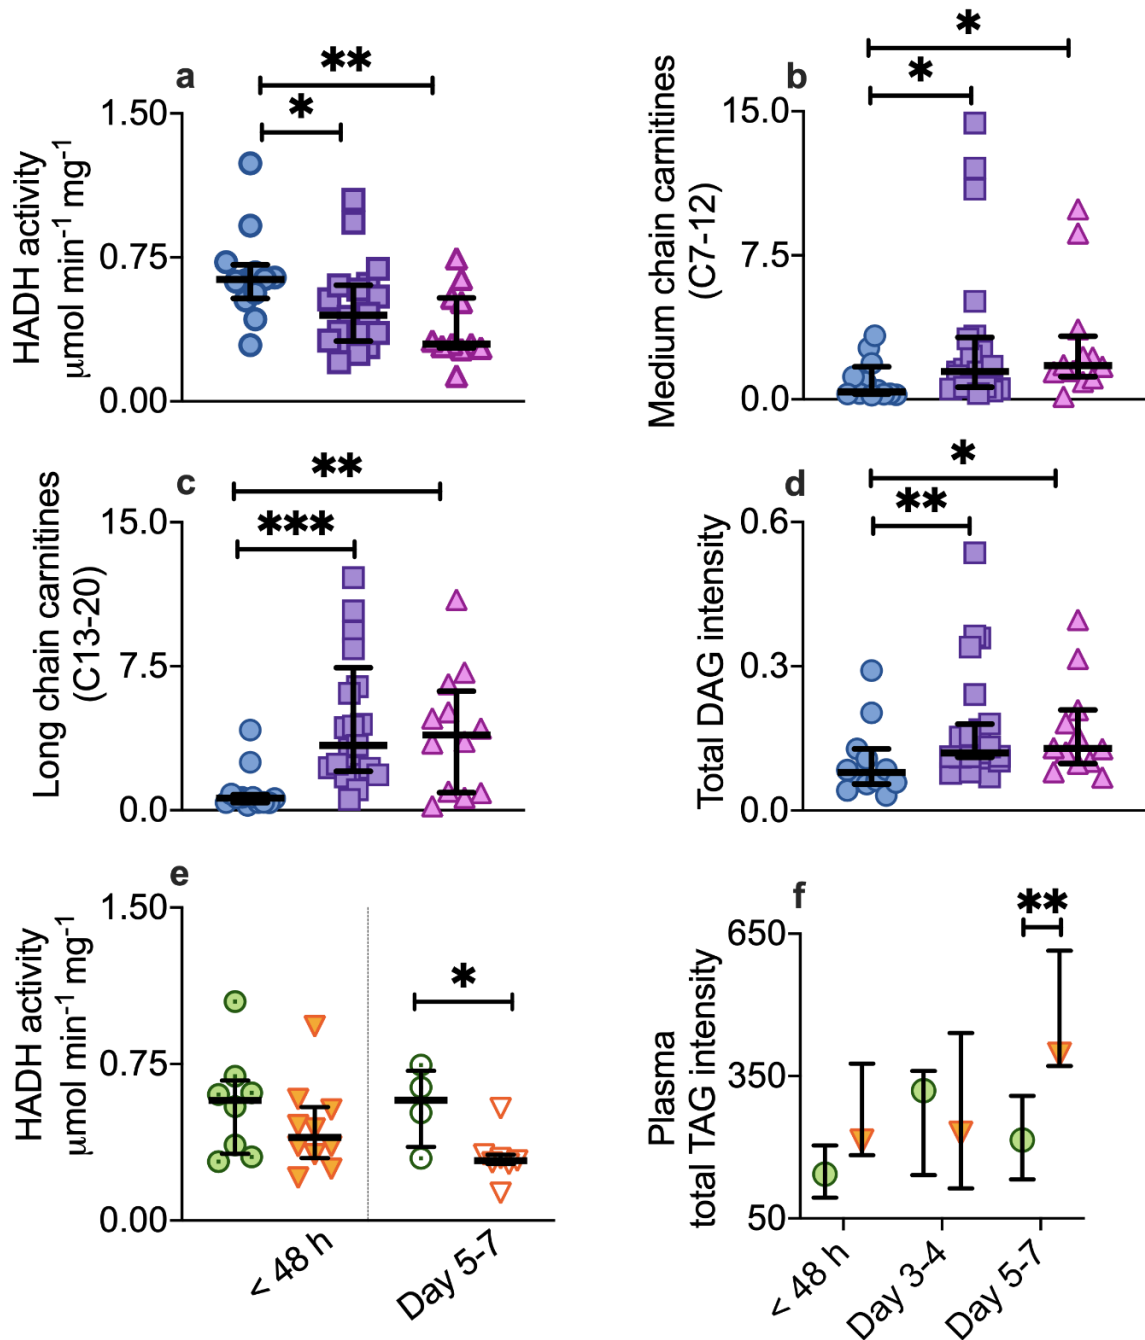 a
HADH activity
μmol min⁻¹ mg⁻¹
1.50
0.75
0.00
**
*
b
Medium chain carnitines
(C7-12)
15.0
7.5
0.0
*
*
c
Long chain carnitines
(C13-20)
15.0
7.5
0.0
**
***
d
Total DAG intensity
0.6
0.3
0.0
*
**
e
HADH activity
μmol min⁻¹ mg⁻¹
1.50
0.75
0.00
*
< 48 h
Day 5-7
f
Plasma
total TAG intensity
650
350
50
**
< 48 h
Day 3-4
Day 5-7